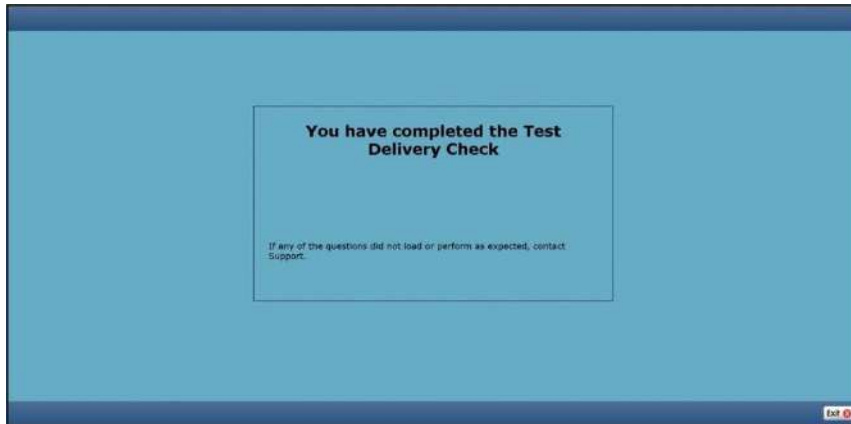 You have completed the Test
Delivery Check
If any of the questions did not load or perform as expected, contact
Support.
Exit